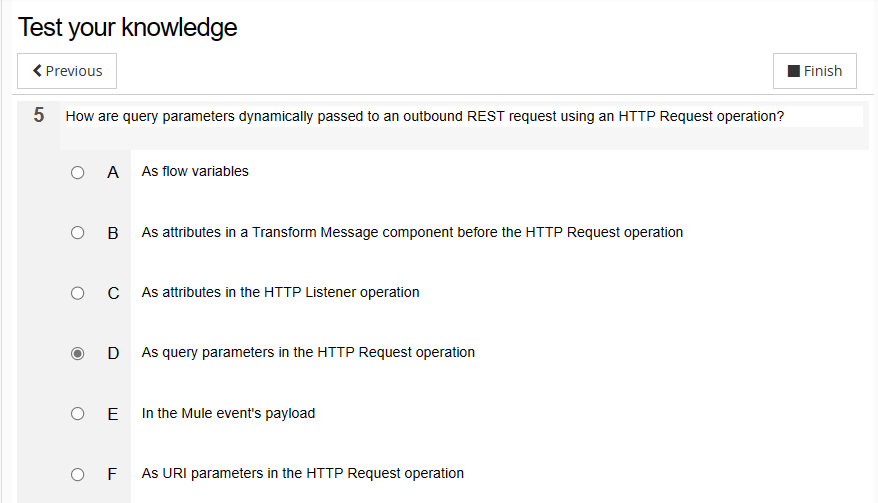 Test your knowledge
Previous
Finish
5 How are query parameters dynamically passed to an outbound REST request using an HTTP Request operation?
A As flow variables
B As attributes in a Transform Message component before the HTTP Request operation
C As attributes in the HTTP Listener operation
D As query parameters in the HTTP Request operation
E In the Mule event's payload
F As URI parameters in the HTTP Request operation